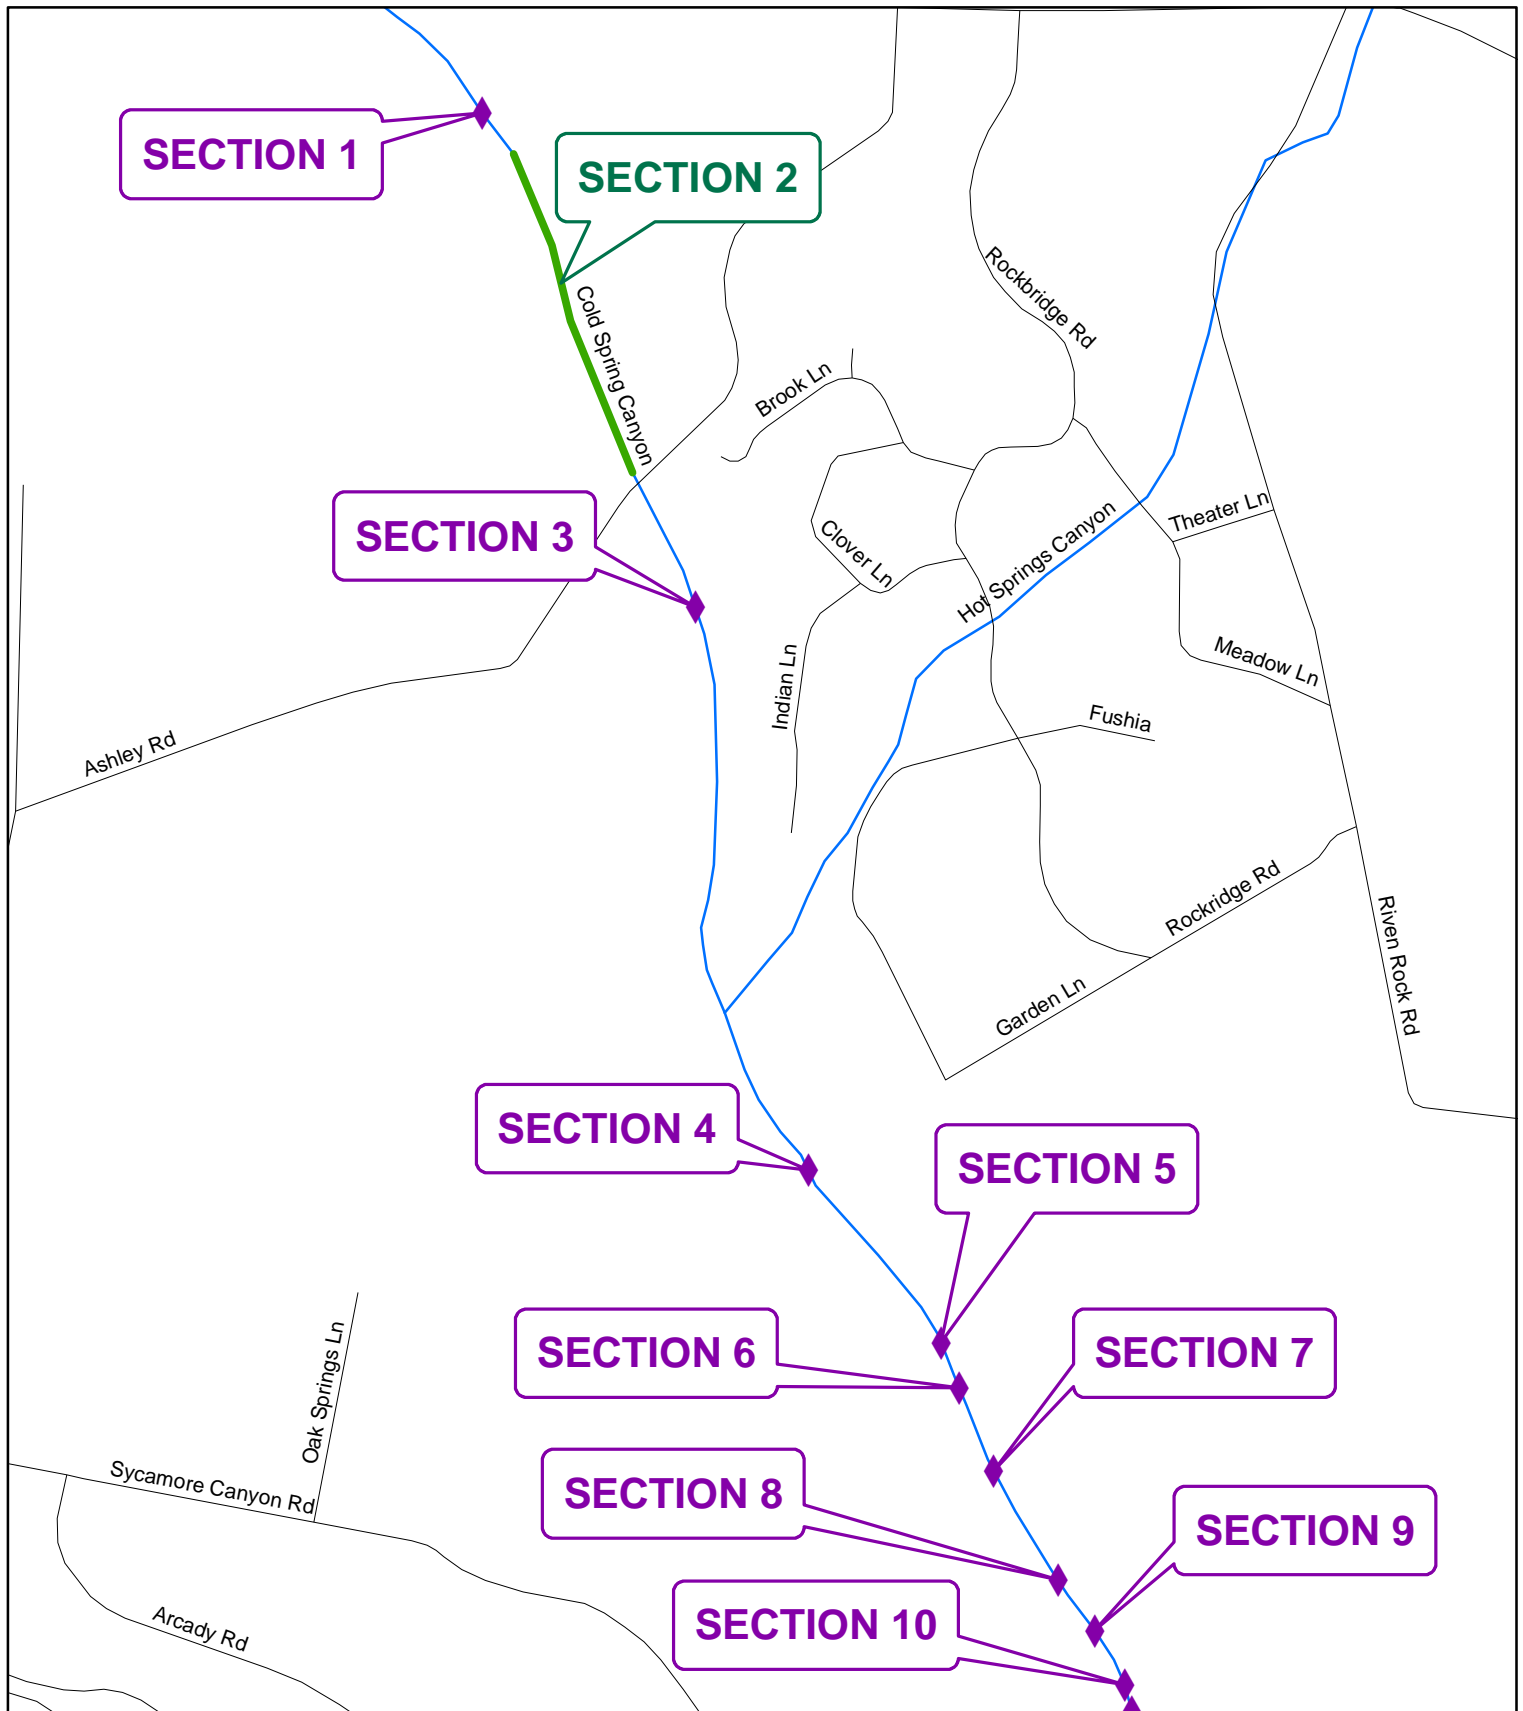 SECTION 1
SECTION 2
Rockbridge Rd
Cold Spring Canyon
Brook Ln
SECTION 3
Theater Ln
Clover Ln
Hot Springs Canyon
Indian Ln
Meadow Ln
Fushia
Ashley Rd
Rockridge Rd
Riven Rock Rd
Garden Ln
SECTION 4
SECTION 5
SECTION 6
SECTION 7
Oak Springs Ln
Sycamore Canyon Rd
SECTION 8
SECTION 9
SECTION 10
Arcady Rd